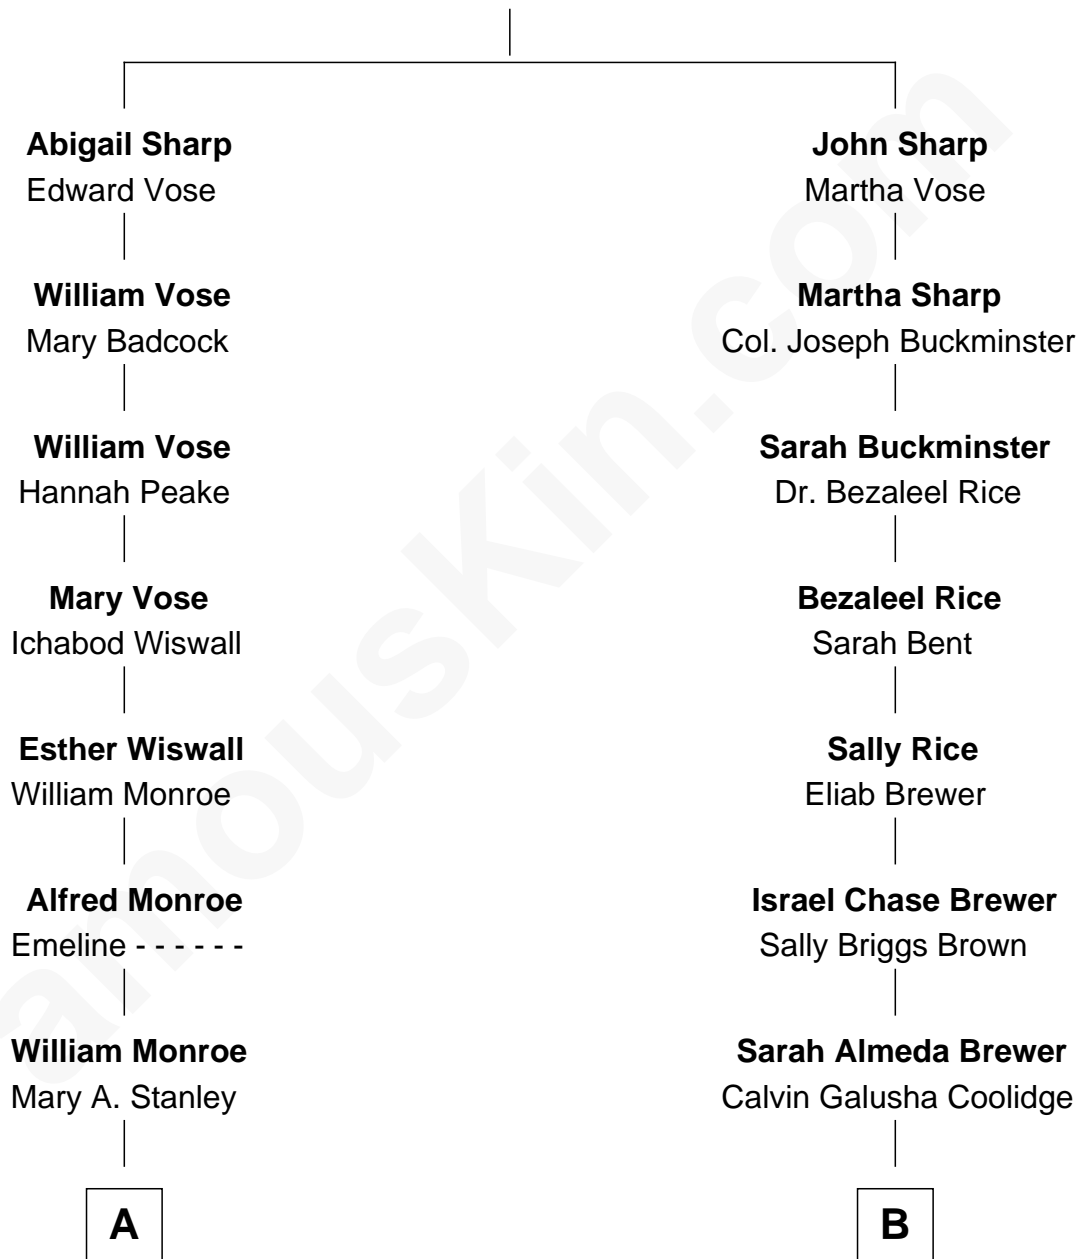 Abigail Sharp
Edward Vose
William Vose
Mary Badcock
William Vose
Hannah Peake
Mary Vose
Ichabod Wiswall
Esther Wiswall
William Monroe
Alfred Monroe
Emeline - - - - - -
William Monroe
Mary A. Stanley
A
John Sharp
Martha Vose
Martha Sharp
Col. Joseph Buckminster
Sarah Buckminster
Dr. Bezaleel Rice
Bezaleel Rice
Sarah Bent
Sally Rice
Eliab Brewer
Israel Chase Brewer
Sally Briggs Brown
Sarah Almeda Brewer
Calvin Galusha Coolidge
B
amouskin.com